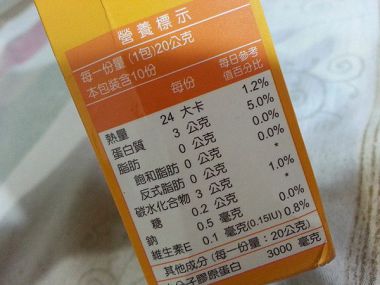 營養標示
每一份量 (1包)20公克
本包裝含10份
每份 每日參考值百分比
熱量 24 大卡 1.2%
蛋白質 3 公克 5.0%
脂肪 0 公克 0.0%
飽和脂肪 0 公克 0.0%
反式脂肪 0 公克 *
碳水化合物 3 公克 1.0%
糖 0.2 公克 *
鈉 0.5 毫克 0.0%
維生素E 0.1 毫克(0.15IU) 0.8%
其他成分 (每一份量：20公克)
分子膠原蛋白 3000 毫克